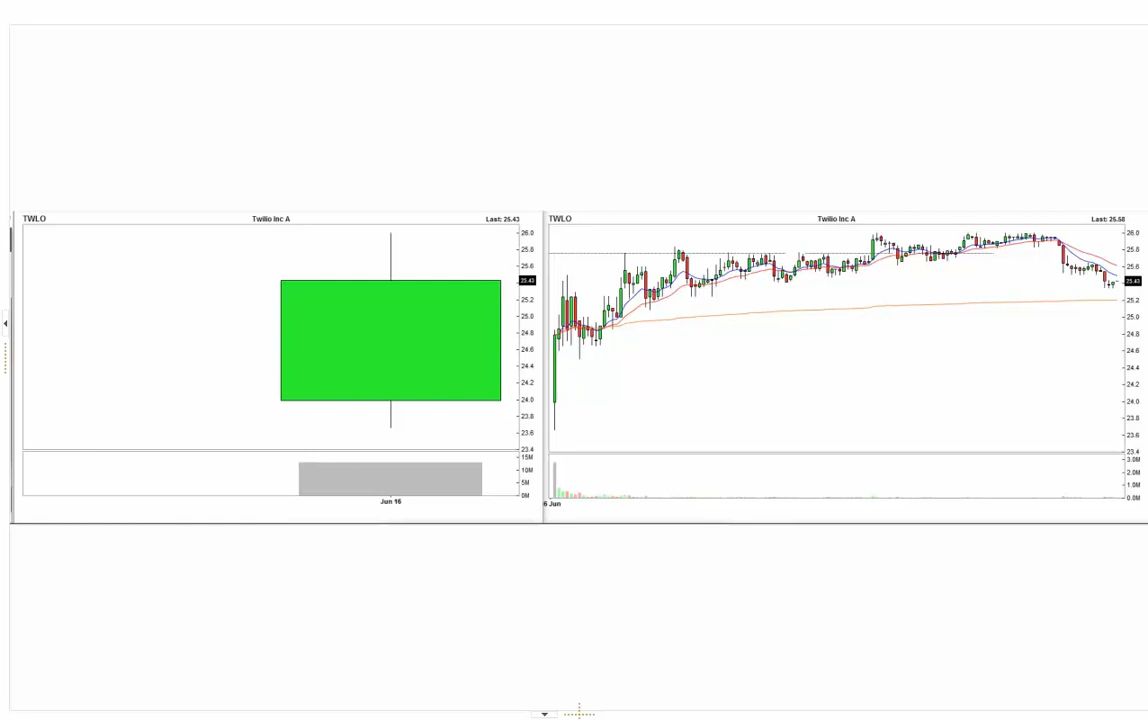 TWLO Twilio Inc A Last: 25.43
26.0
25.8
25.6
25.43
25.2
25.0
24.8
24.6
24.4
24.2
24.0
23.8
23.6
23.4
15M
10M
5M
0M
Jun 16
TWLO Twilio Inc A Last: 25.58
26.0
25.8
25.6
25.43
25.2
25.0
24.8
24.6
24.4
24.2
24.0
23.8
23.6
23.4
3.0M
2.0M
1.0M
0.0M
6 Jun